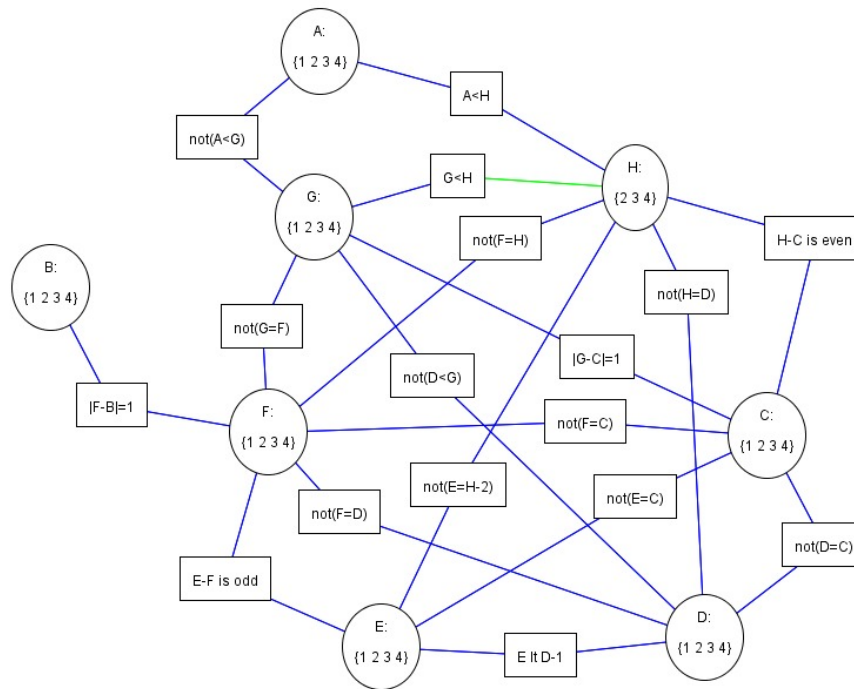 A:
{1 2 3 4}
A<H
not(A<G)
G<H
H:
{2 3 4}
G:
{1 2 3 4}
not(F=H)
H-C is even
B:
{1 2 3 4}
not(H=D)
not(G=F)
not(D<G)
|G-C|=1
|F-B|=1
F:
{1 2 3 4}
not(F=C)
C:
{1 2 3 4}
not(E=H-2)
not(E=C)
not(F=D)
not(D=C)
E-F is odd
E:
{1 2 3 4}
E lt D-1
D:
{1 2 3 4}